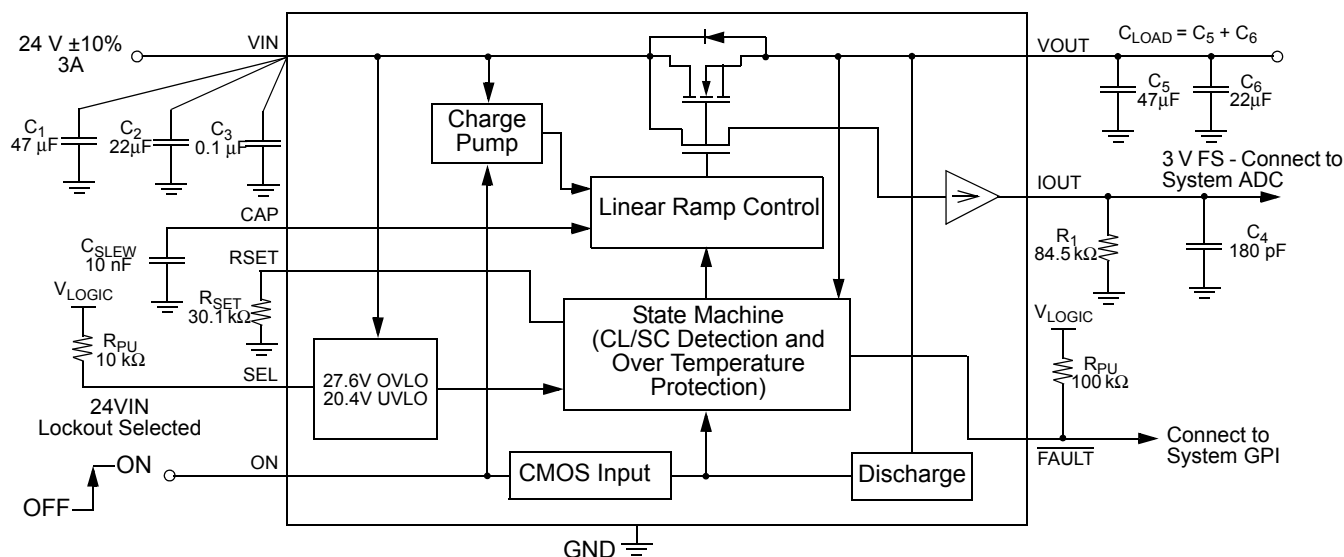 24 V ±10%
3A
VIN
VOUT
CLOAD = C5 + C6
C1
47 µF
C2
22µF
C3
0.1 µF
Charge
Pump
C5
47µF
C6
22µF
3 V FS - Connect to
System ADC
IOUT
Linear Ramp Control
CAP
CSLEW
10 nF
RSET
RSET
30.1 kΩ
R1
84.5 kΩ
C4
180 pF
VLOGIC
RPU
10 kΩ
SEL
27.6V OVLO
20.4V UVLO
State Machine
(CL/SC Detection and
Over Temperature
Protection)
VLOGIC
RPU
100 kΩ
24VIN
Lockout Selected
FAULT
Connect to
System GPI
ON
OFF
ON
CMOS Input
Discharge
GND